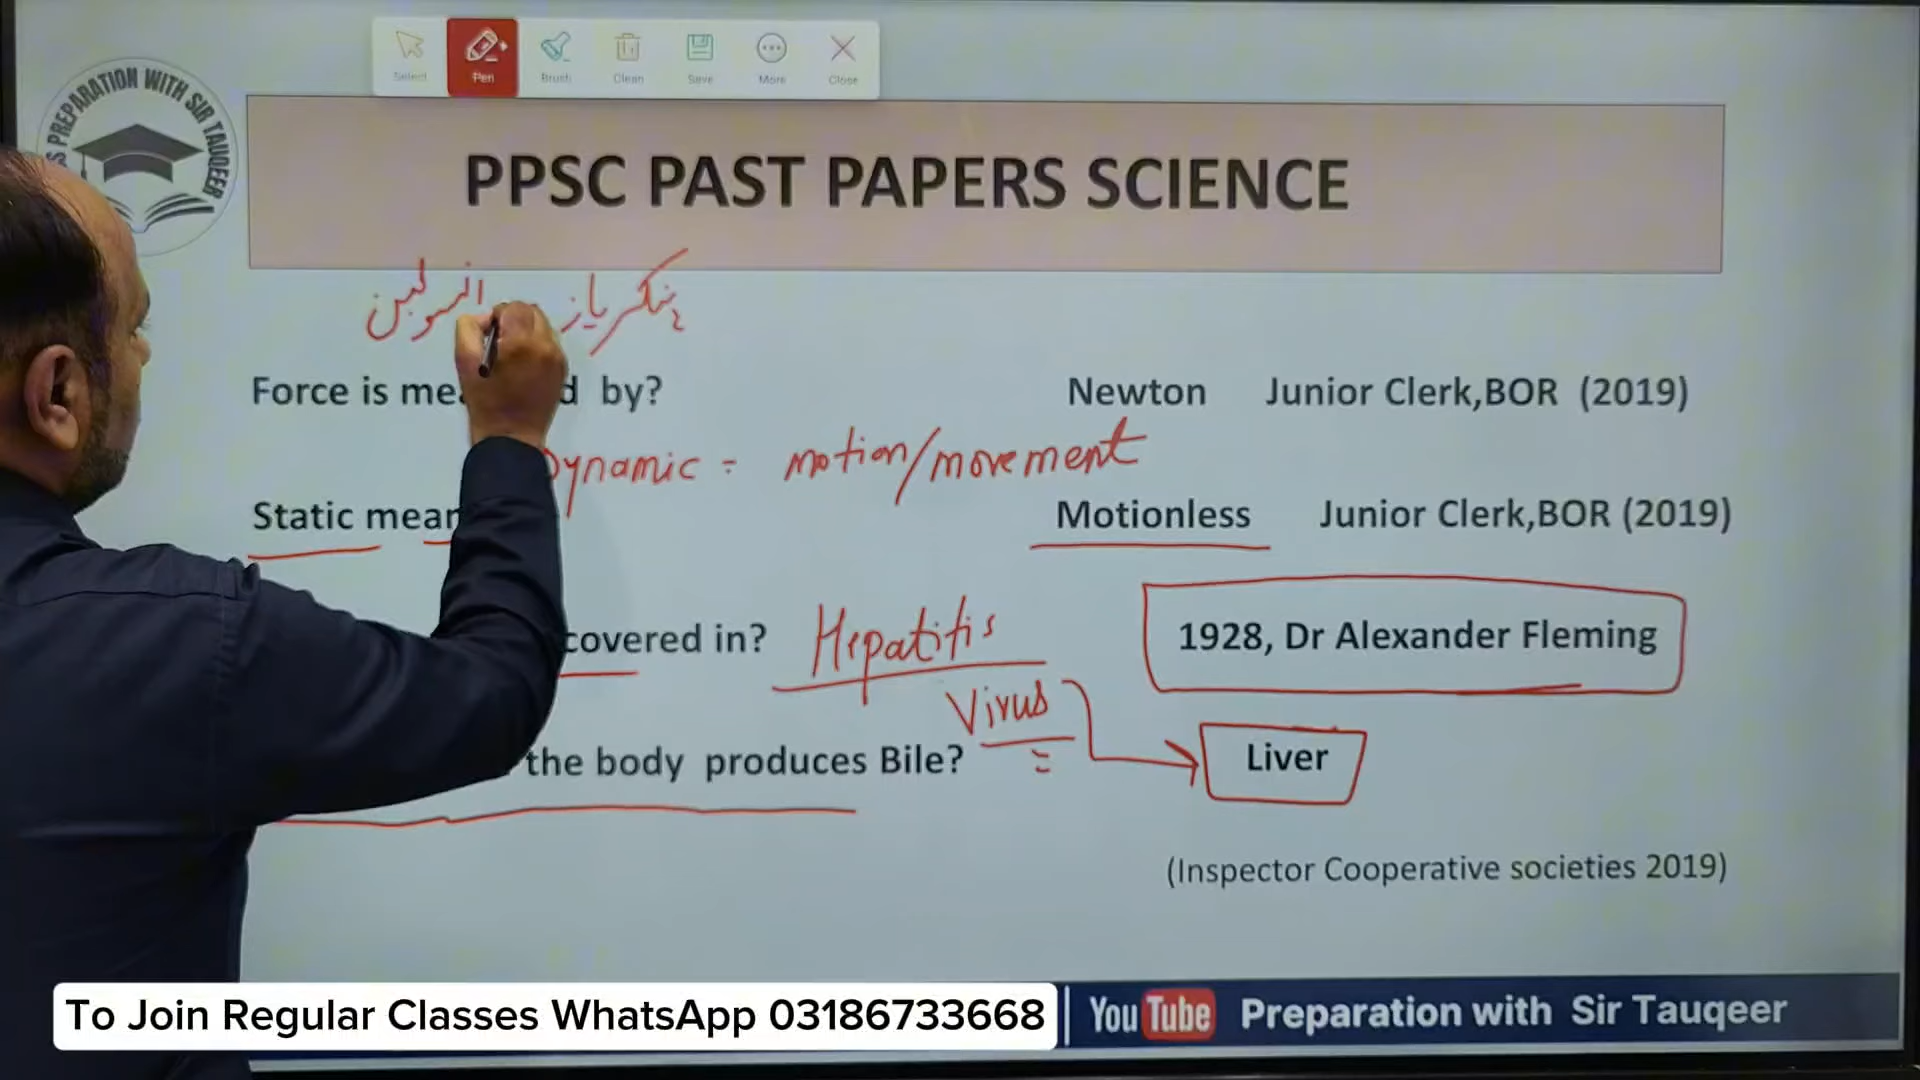 Select Pen Brush Clean Save More Close
S PREPARATION WITH SIR TAUQEER
PPSC PAST PAPERS SCIENCE
پنکریاز انسولین
Force is mea d by? Newton Junior Clerk,BOR (2019)
Dynamic = motion/movement
Static mean Motionless Junior Clerk,BOR (2019)
covered in? Hepatitis 1928, Dr Alexander Fleming
Virus
the body produces Bile? Liver
(Inspector Cooperative societies 2019)
To Join Regular Classes WhatsApp 03186733668 YouTube Preparation with Sir Tauqeer